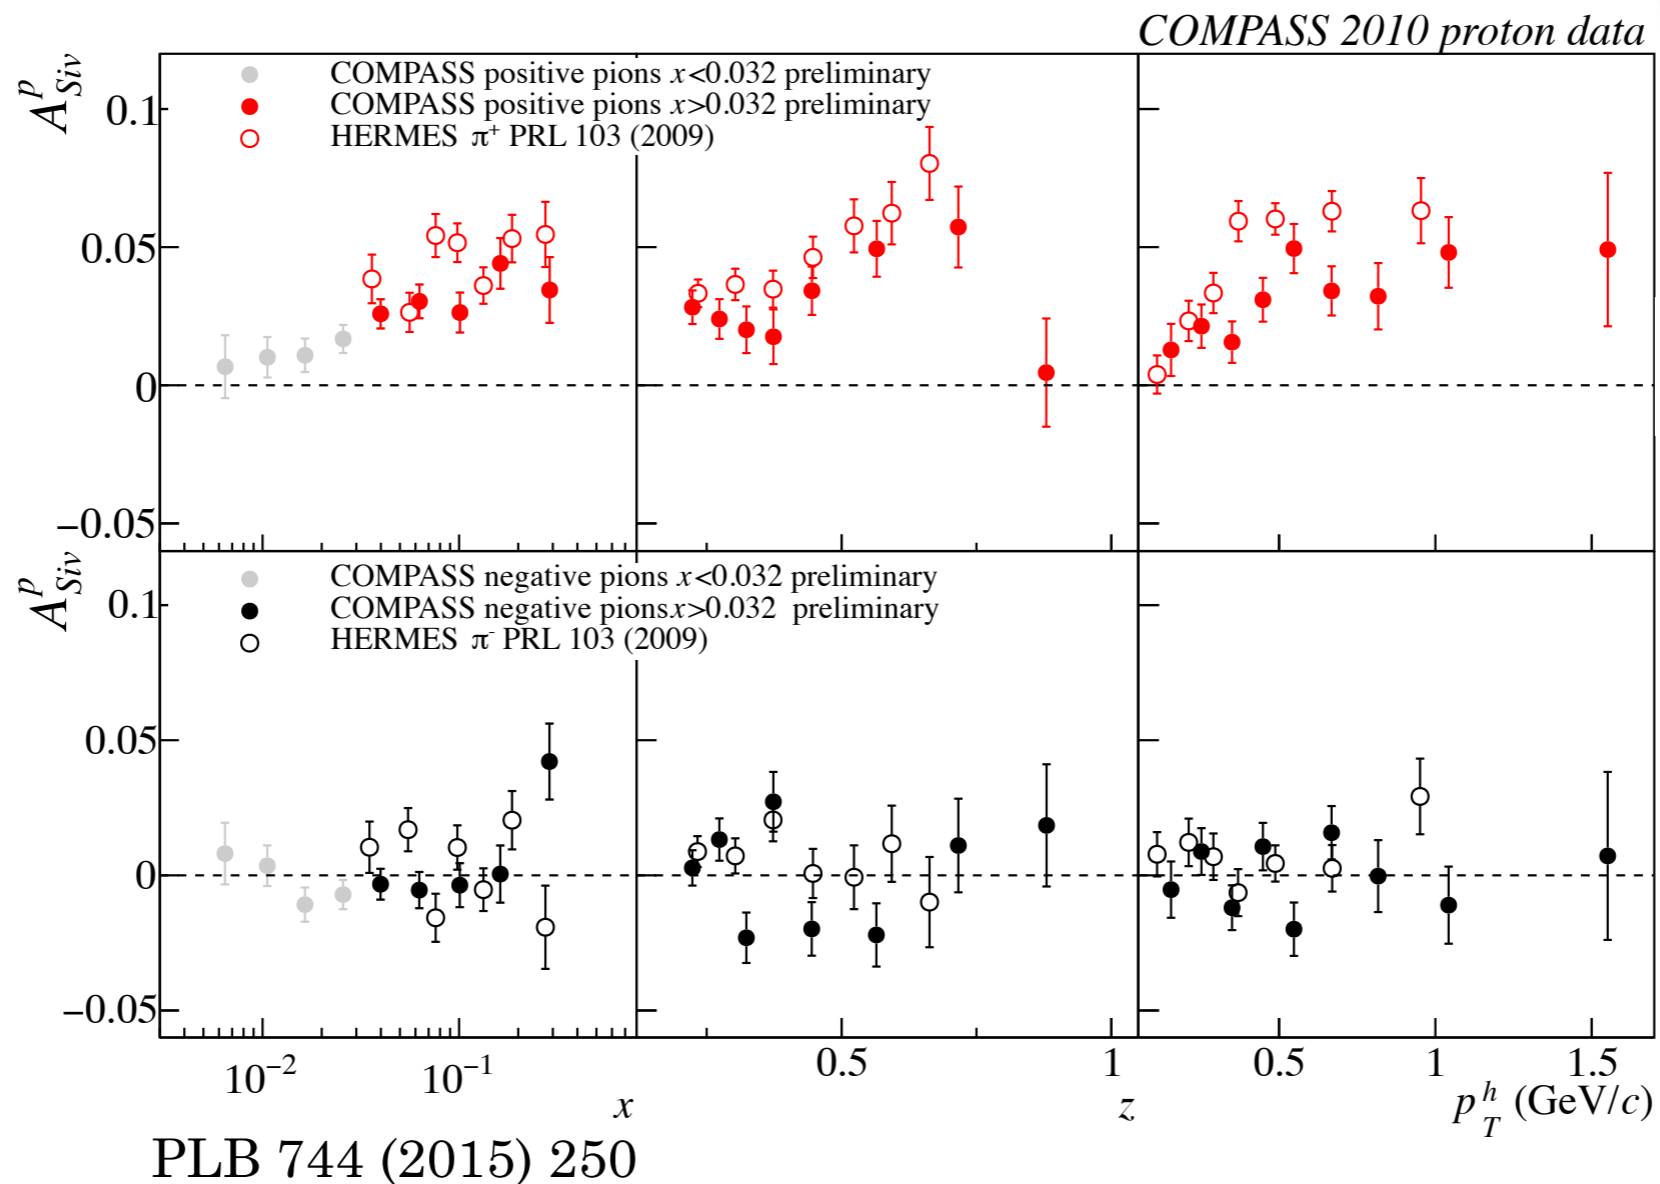 COMPASS 2010 proton data
A^p_Siv
COMPASS positive pions x<0.032 preliminary
COMPASS positive pions x>0.032 preliminary
HERMES π⁺ PRL 103 (2009)
0.1
0.05
0
−0.05
A^p_Siv
COMPASS negative pions x<0.032 preliminary
COMPASS negative pions x>0.032 preliminary
HERMES π⁻ PRL 103 (2009)
0.1
0.05
0
−0.05
10⁻² 10⁻¹ 0.5 1 0.5 1 1.5
x z p_T^h (GeV/c)
PLB 744 (2015) 250